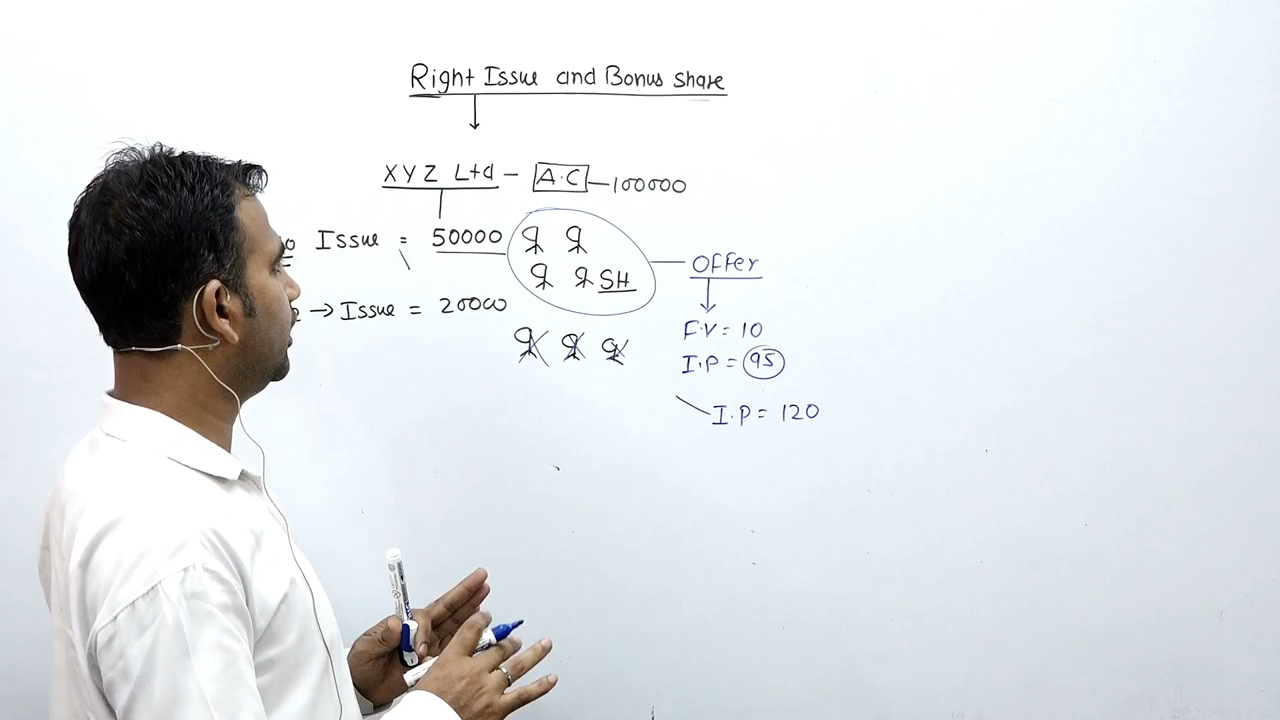 Right Issue and Bonus share
XYZ Ltd - A.C - 100000
Issue = 50000
SH
Offer
→ Issue = 20000
F.V = 10
I.P = 95
I.P = 120